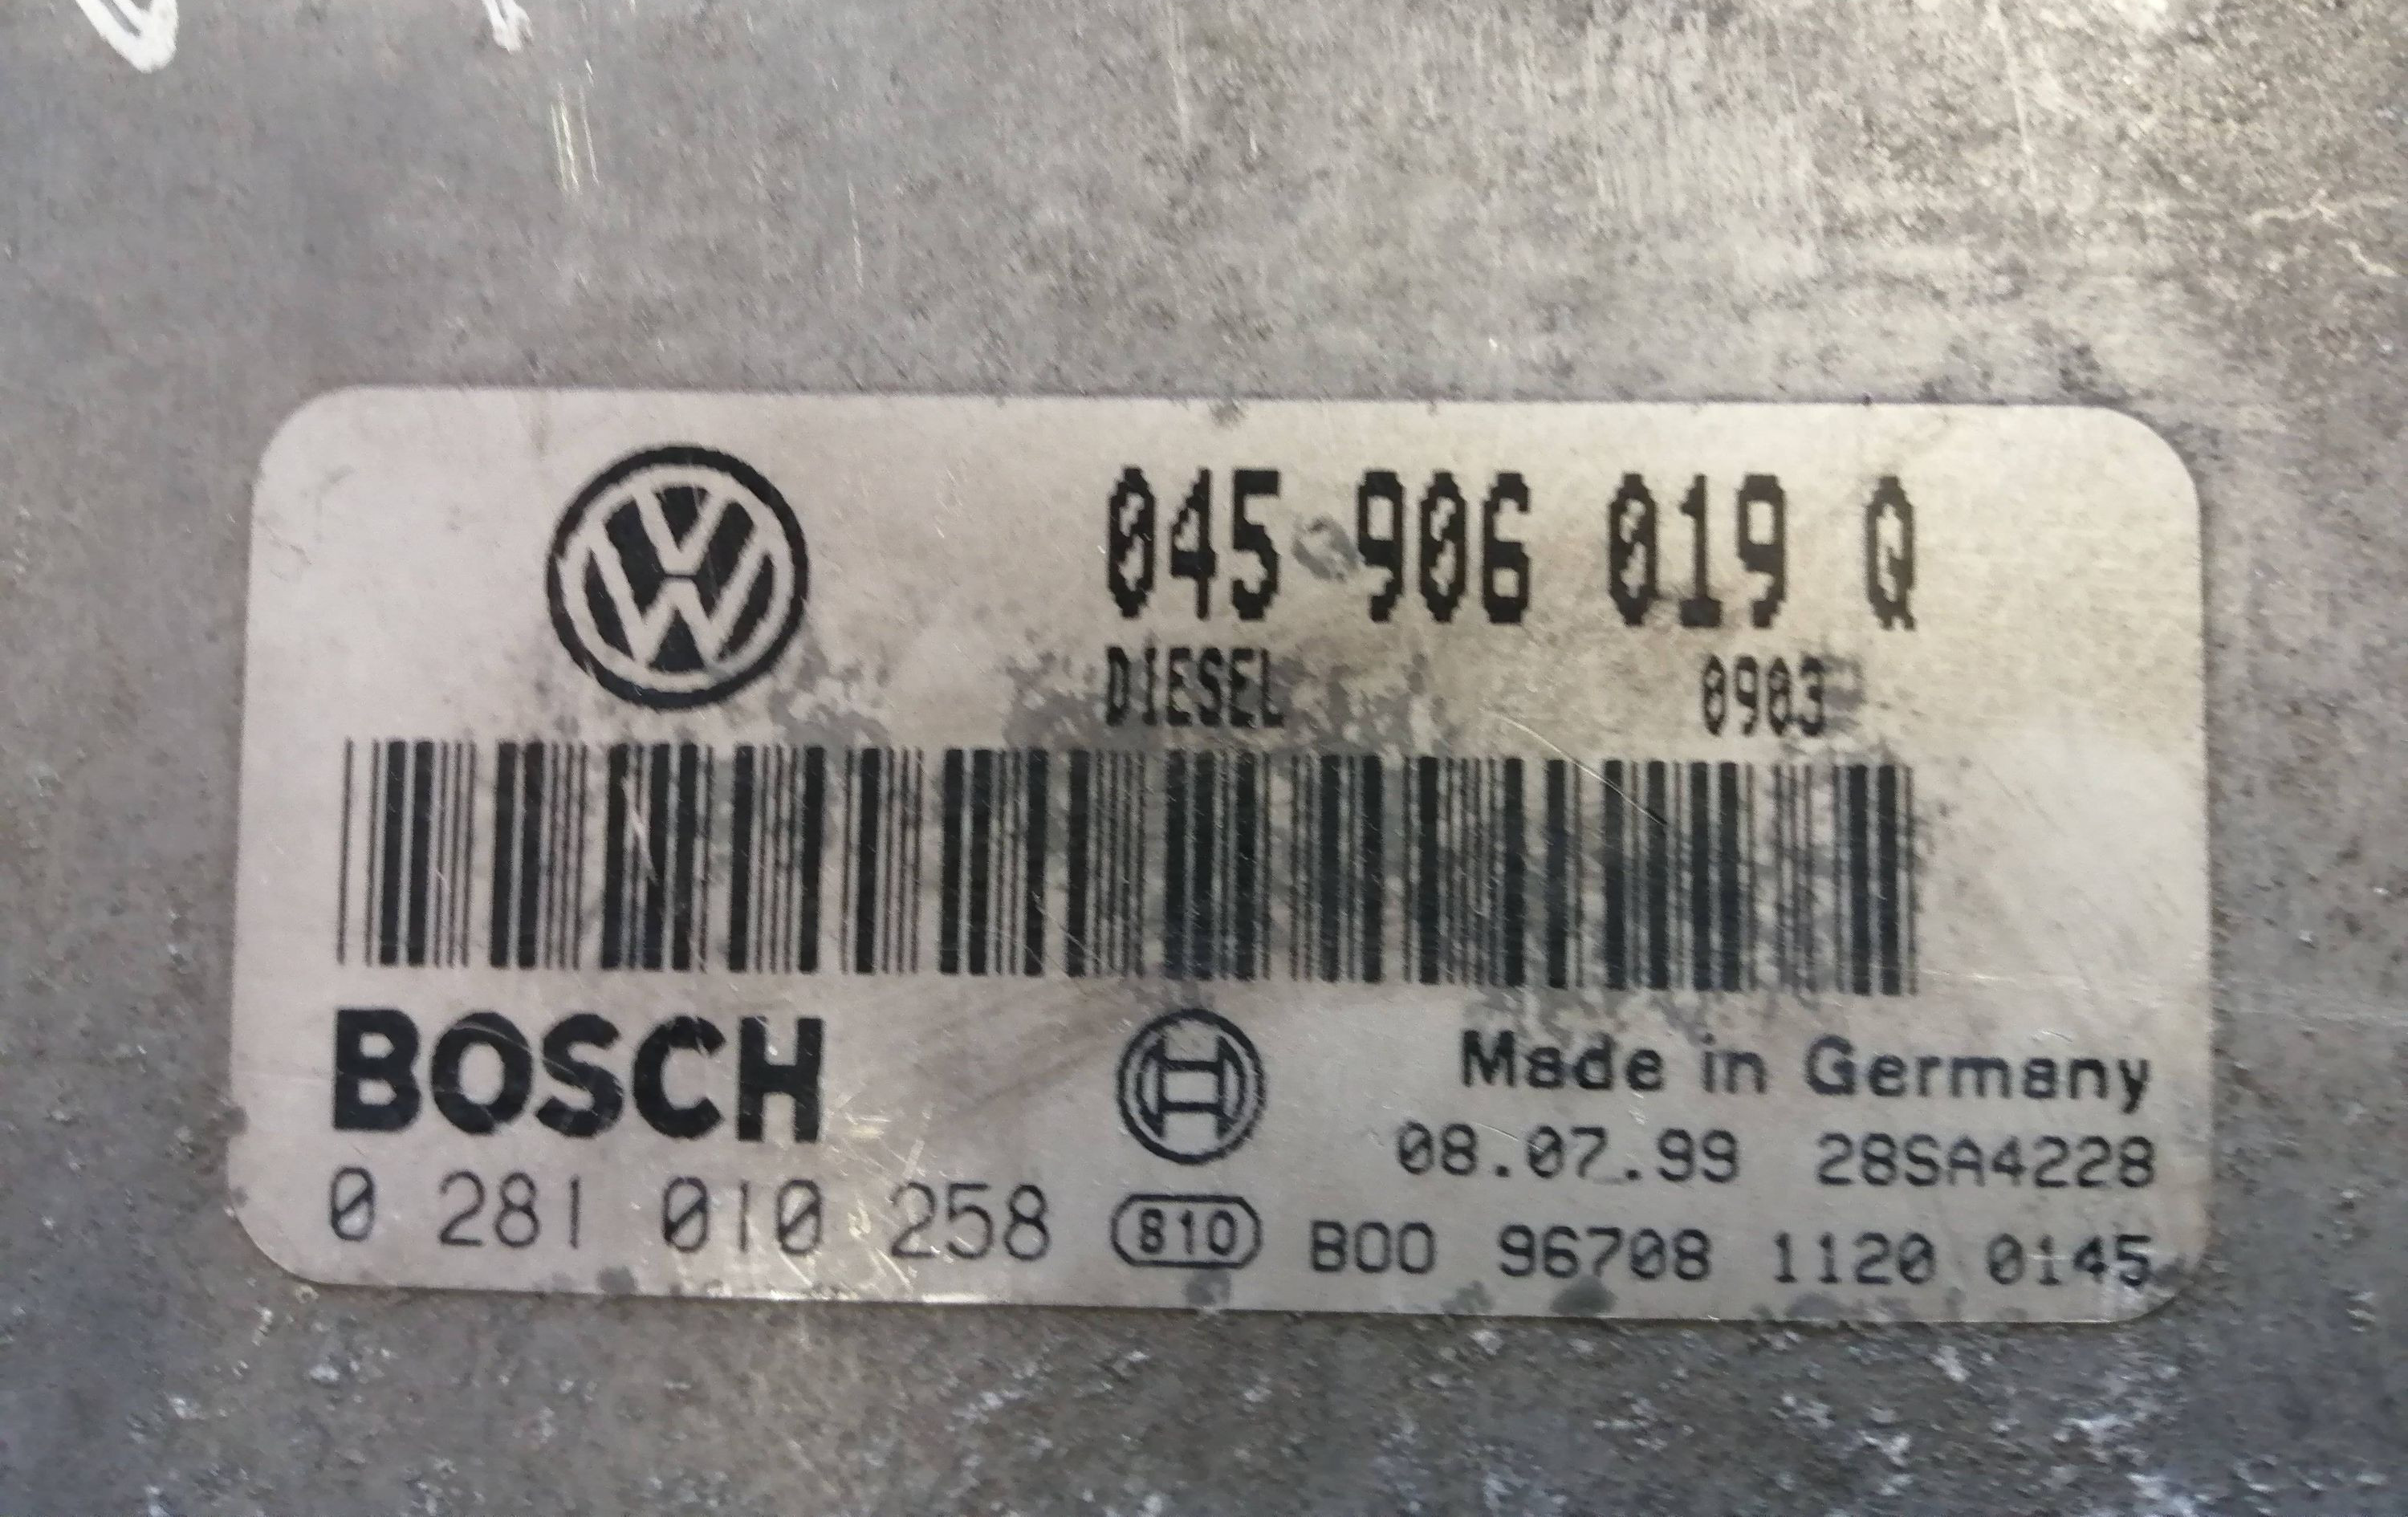 045 906 019 Q
DIESEL 0903
BOSCH
Made in Germany
08.07.99 28SA4228
0 281 010 258 810 B00 96708 1120 0145